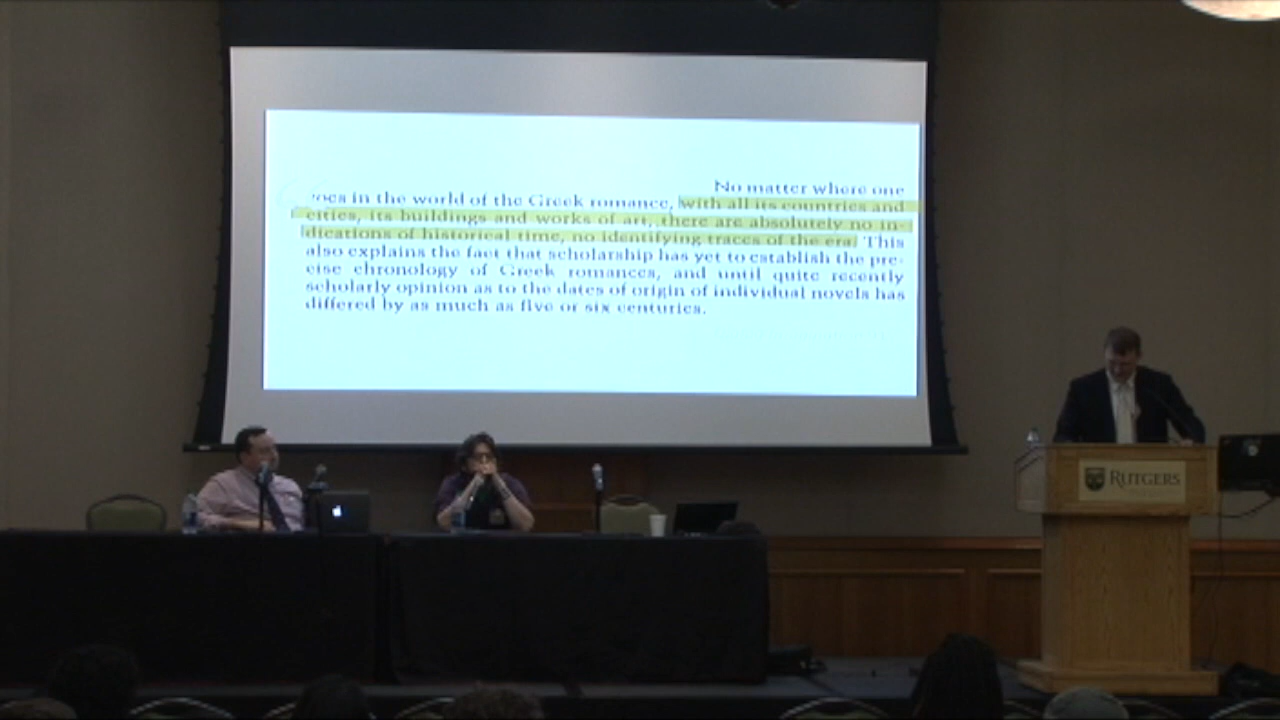 No matter where one
goes in the world of the Greek romance, with all its countries and
cities, its buildings and works of art, there are absolutely no in-
dications of historical time, no identifying traces of the era. This
also explains the fact that scholarship has yet to establish the pre-
cise chronology of Greek romances, and until quite recently
scholarly opinion as to the dates of origin of individual novels has
differed by as much as five or six centuries.
RUTGERS